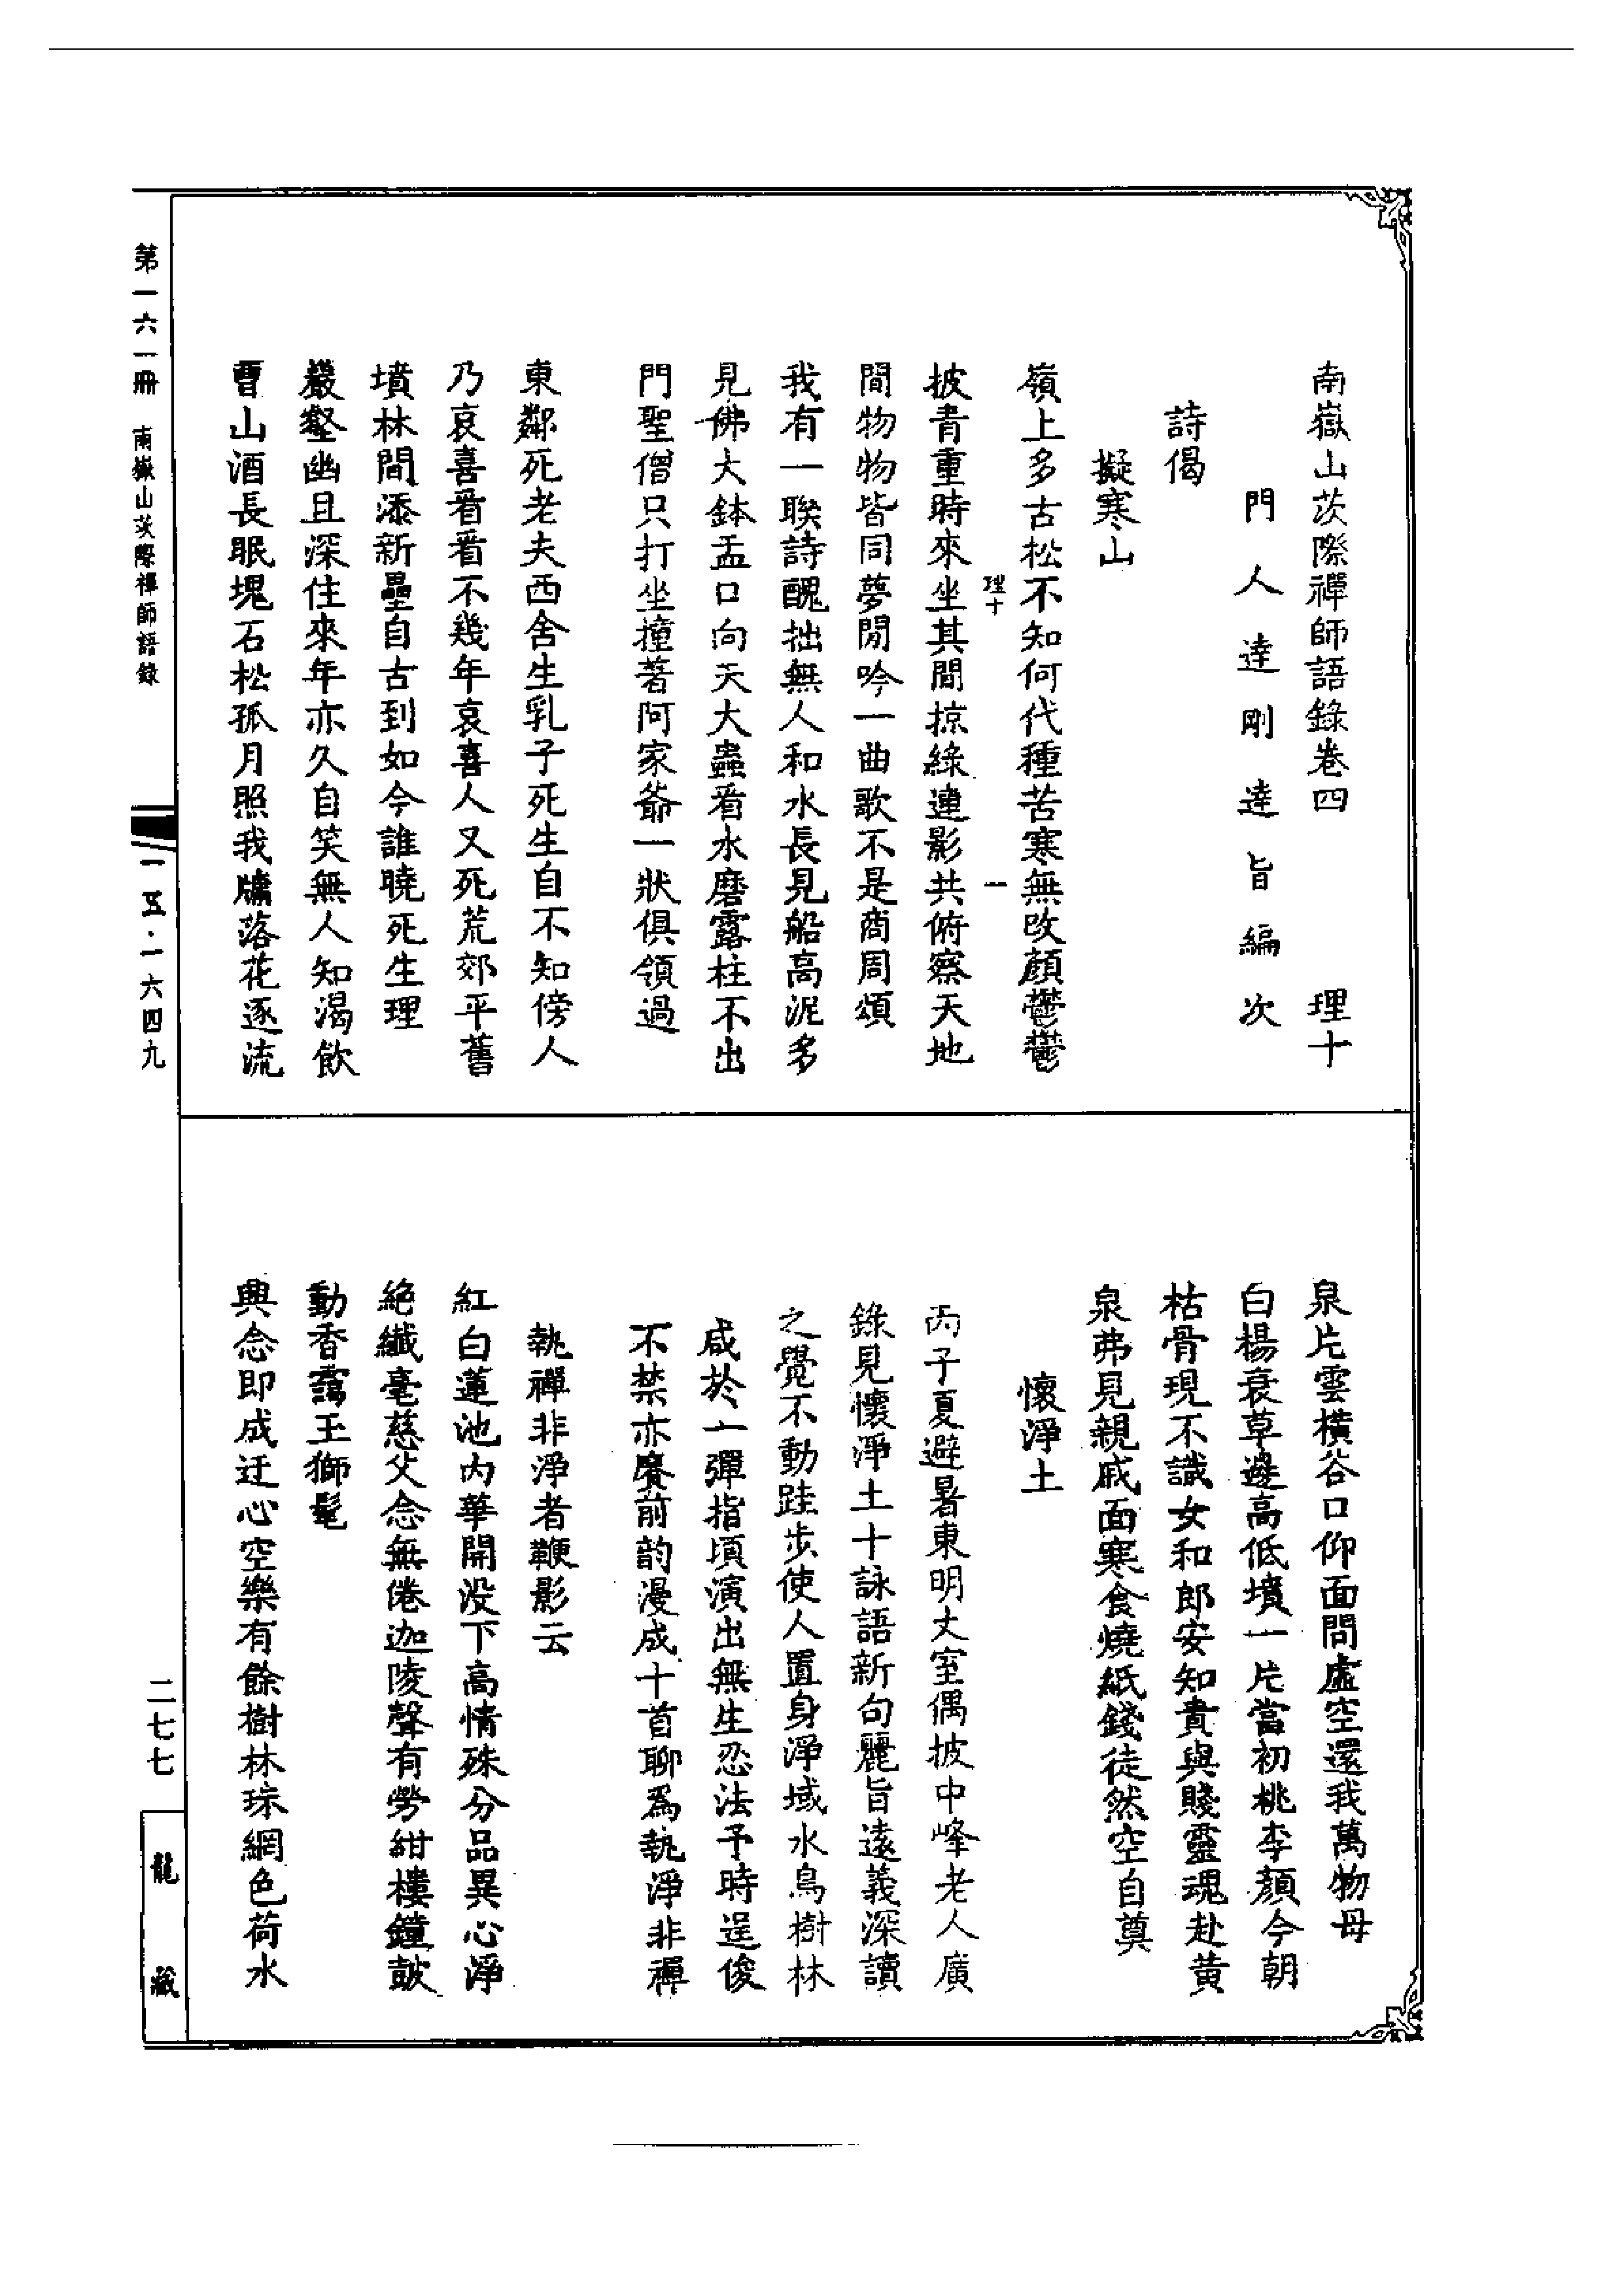 南嶽山茨際禪師語錄卷四　理十
門人達剛達旨編次
詩偈
擬寒山
嶺上多古松不知何代種苦寒無改顏鬱鬱
理十　一
披青重時來坐其間掠綠連影共俯察天地
間物物皆同夢閒吟一曲歌不是商周頌
我有一聯詩醜拙無人和水長見船高泥多
見佛大鉢盂口向天大蟲看水磨露柱不出
門聖僧只打坐撞著阿家爺一狀俱領過
東鄰死老夫西舍生乳子死生自不知傍人
乃哀喜看看不幾年哀喜人又死荒郊平舊
墳林間添新壘自古到如今誰曉死生理
巖壑幽且深住來年亦久自笑無人知渴飲
曹山酒長眠塊石松孤月照我牗落花逐流
泉片雲橫谷口仰面問虛空還我萬物母
白楊衰草邊高低墳一片當初桃李顏今朝
枯骨現不識女和郎安知貴與賤靈魂赴黃
泉弗見親戚面寒食燒紙錢徒然空自奠
懷淨土
丙子夏避暑東明丈室偶披中峰老人廣
錄見懷淨土十詠語新句麗旨遠義深讀
之覺不動跬步使人置身淨域水鳥樹林
咸於一彈指頃演出無生忍法予時逞俊
不禁亦賡前韵漫成十首聊爲執淨非禪
執禪非淨者鞭影云
紅白蓮池內華開没下高情殊分品異心淨
絕纖毫慈父念無倦迦陵聲有勞紺樓鐘皷
動香靄玉獅髦
興念即成迂心空樂有餘樹林珠網色荷水
第一六一冊　南嶽山茨際禪師語錄
一五·一六四九
二七七
龍藏